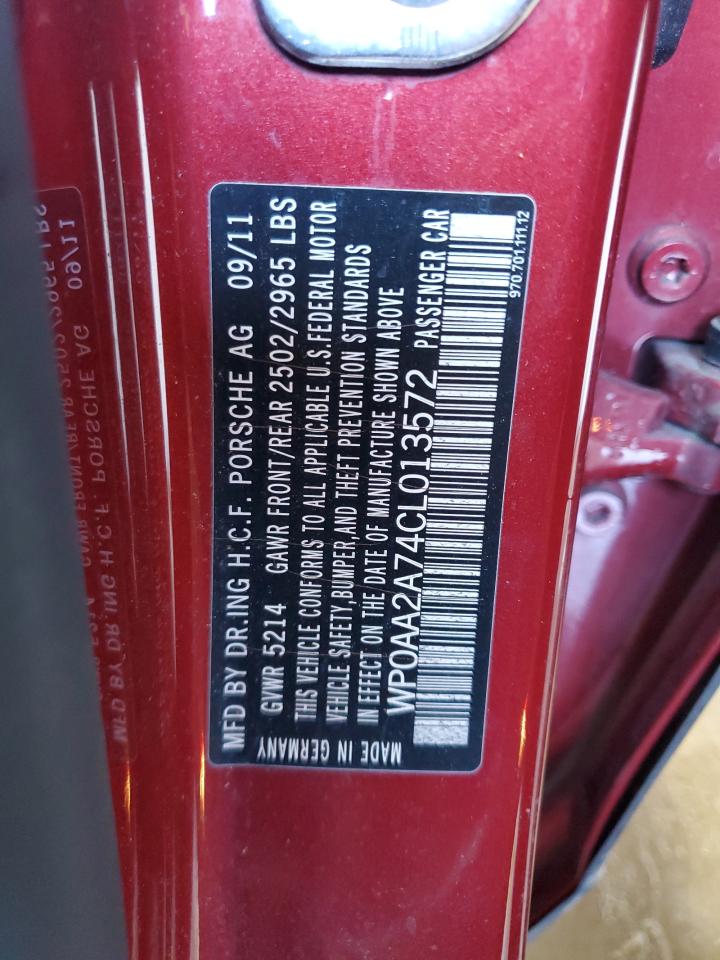 MFD BY DR.ING H.C.F. PORSCHE AG 09/11
GVWR 5214 GAWR FRONT/REAR 2502/2965 LBS
THIS VEHICLE CONFORMS TO ALL APPLICABLE U.S.FEDERAL MOTOR
VEHICLE SAFETY,BUMPER,AND THEFT PREVENTION STANDARDS
IN EFFECT ON THE DATE OF MANUFACTURE SHOWN ABOVE
MADE IN GERMANY WP0AA2A74CL013572 PASSENGER CAR
970.701.111.12